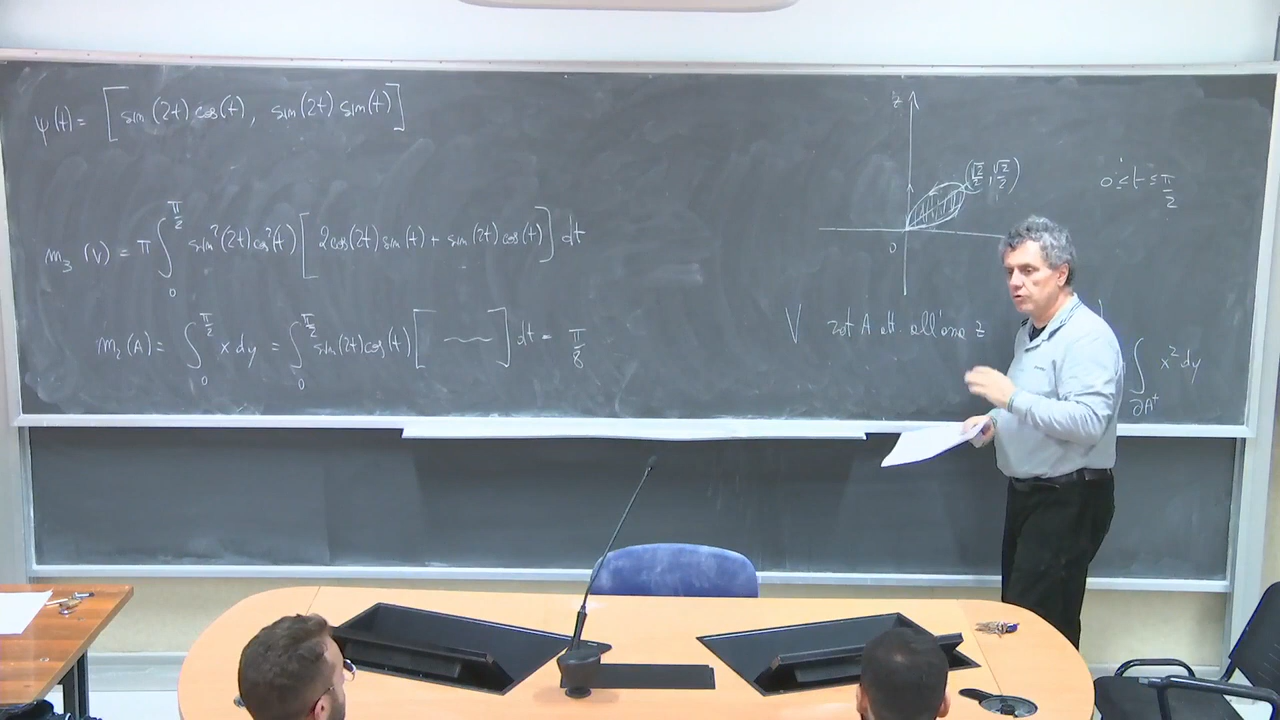 ψ(t) = [sin(2t)cos(t), sin(2t)sin(t)]
m₃(V) = π ∫₀^{π/2} sin²(2t)cos²(t) [2cos(2t)sin(t) + sin(2t)cos(t)] dt
m₂(A) = ∫₀^{π/2} x dy = ∫₀^{π/2} sin(2t)cos(t) [ ~~~ ] dt = π/8
z
(√2/2, √2/2)
0 ≤ t ≤ π/2
0
V rot A att. all'asse z
∫_{∂A⁺} x² dy